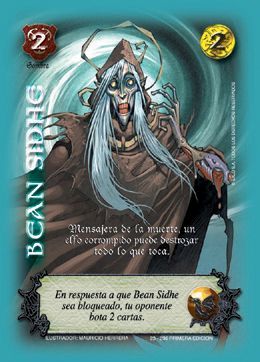 2
2
Sombra
BEAN SIDHE
Mensajera de la muerte, un
elfo corrompido puede destrozar
todo lo que toca.
En respuesta a que Bean Sidhe
sea bloqueado, tu oponente
bota 2 cartas.
ILUSTRADOR: MAURICIO HERRERA
PRIMERA EDICION